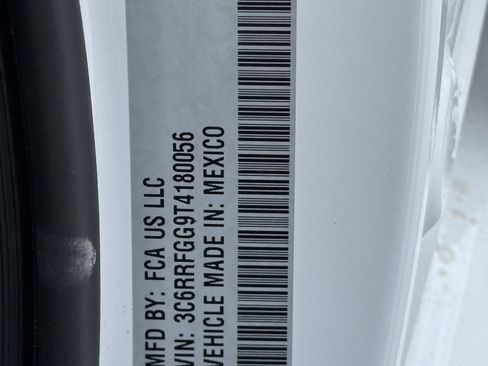 MFD BY: FCA US LLC
VIN: 3C6RRFGG9T4180056
VEHICLE MADE IN: MEXICO